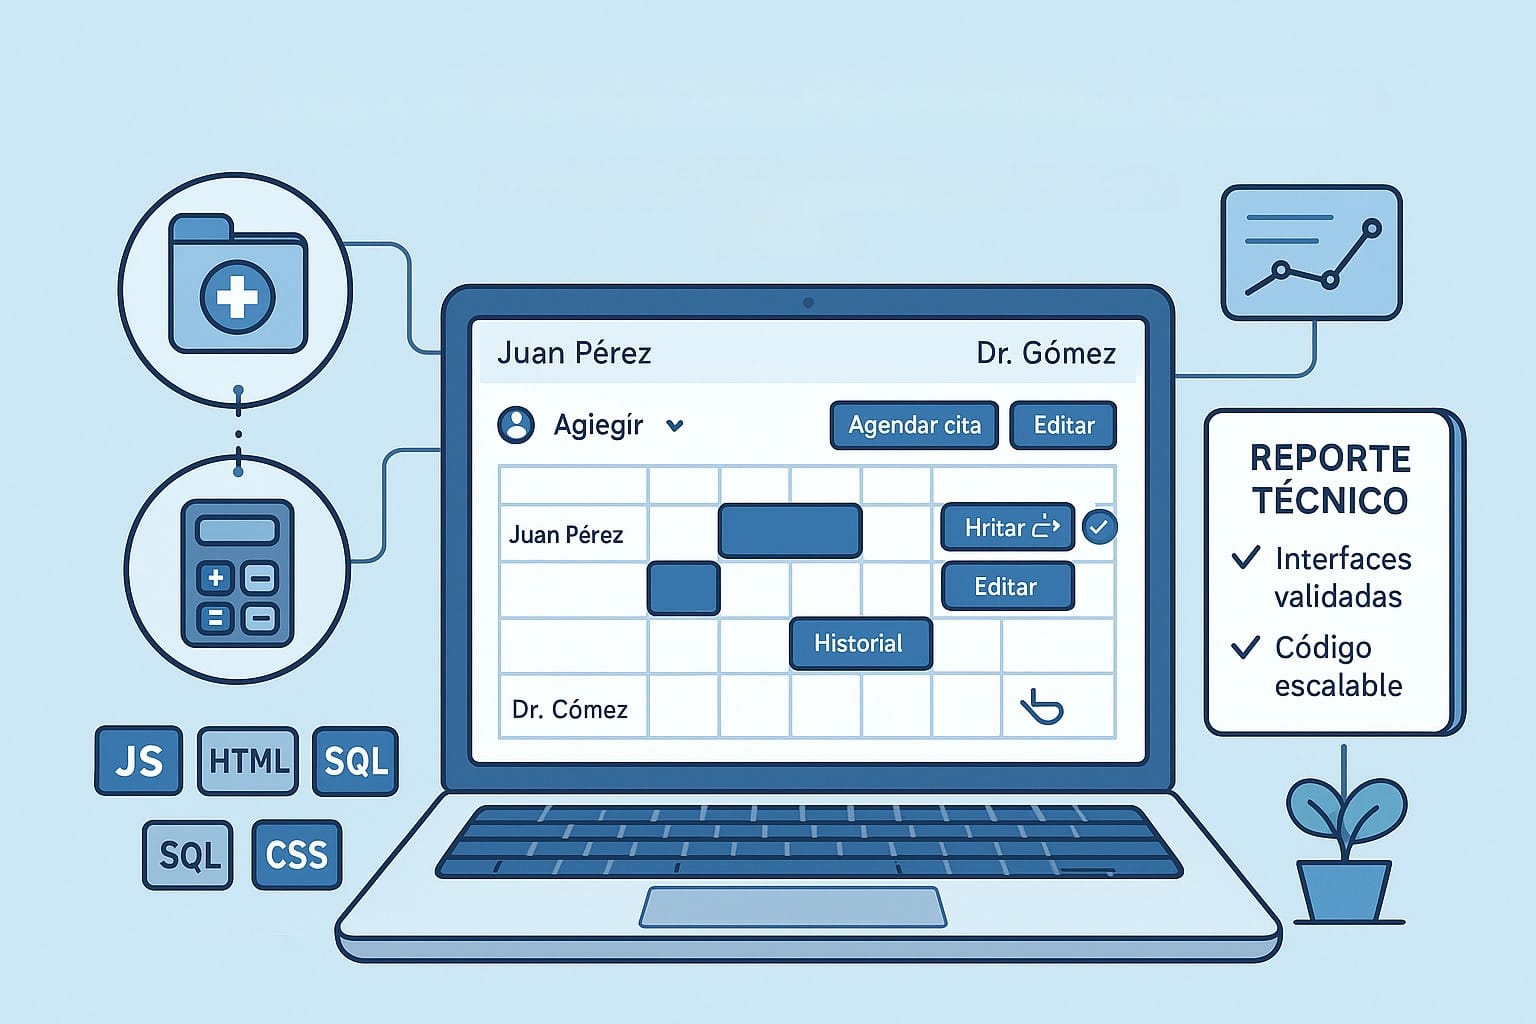 Juan Pérez
Dr. Gómez
Agiegír
Agendar cita
Editar
Juan Pérez
Hritar
Editar
Historial
Dr. Cómez
REPORTE
TÉCNICO
Interfaces
validadas
Código
escalable
JS
HTML
SQL
SQL
CSS